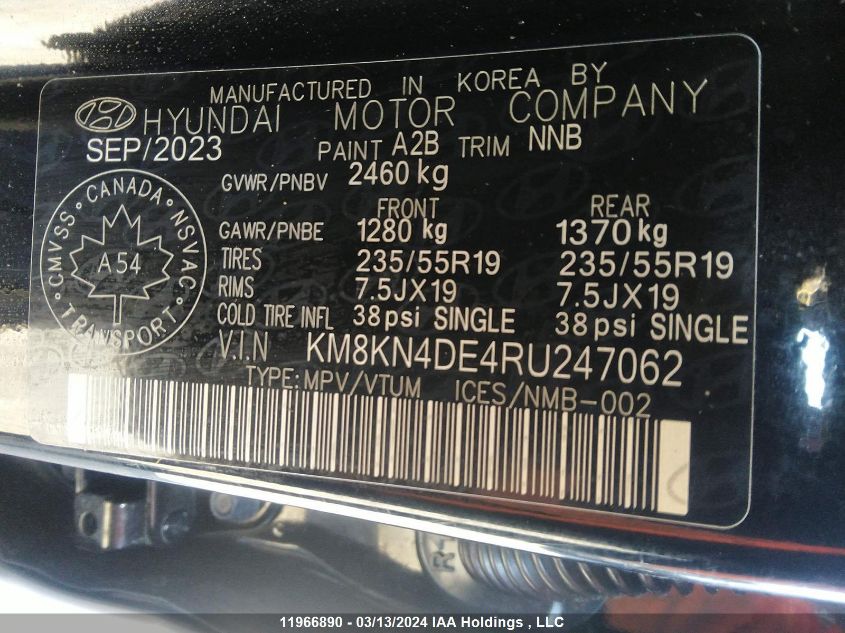 MANUFACTURED IN KOREA BY
HYUNDAI MOTOR COMPANY
SEP/2023 PAINT A2B TRIM NNB
GVWR/PNBV 2460 kg
FRONT REAR
GAWR/PNBE 1280 kg 1370 kg
TIRES 235/55R19 235/55R19
RIMS 7.5JX19 7.5JX19
COLD TIRE INFL 38psi SINGLE 38psi SINGLE
CMVSS · CANADA · NSVAC
A 54
TRANSPORT
V.I.N KM8KN4DE4RU247062
TYPE:MPV/VTUM ICES/NMB-002
11966890 - 03/13/2024 IAA Holdings , LLC